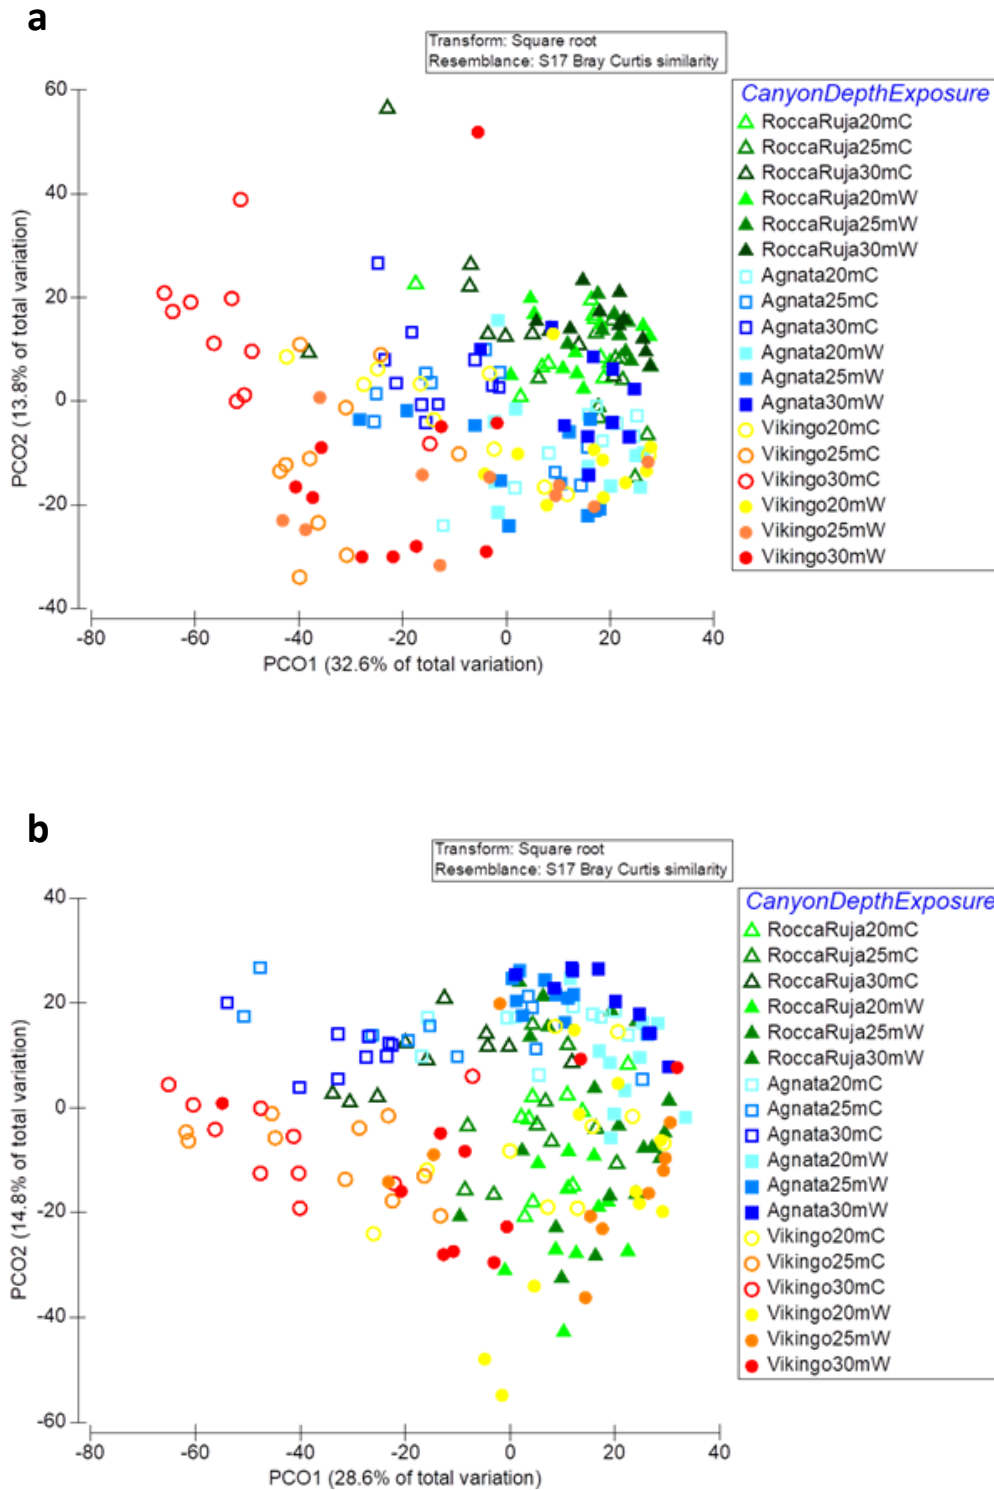 a
Transform: Square root
Resemblance: S17 Bray Curtis similarity
CanyonDepthExposure
RoccaRuja20mC
RoccaRuja25mC
RoccaRuja30mC
RoccaRuja20mW
RoccaRuja25mW
RoccaRuja30mW
Agnata20mC
Agnata25mC
Agnata30mC
Agnata20mW
Agnata25mW
Agnata30mW
Vikingo20mC
Vikingo25mC
Vikingo30mC
Vikingo20mW
Vikingo25mW
Vikingo30mW
60
40
20
0
-20
-40
PCO2 (13.8% of total variation)
-80 -60 -40 -20 0 20 40
PCO1 (32.6% of total variation)
b
Transform: Square root
Resemblance: S17 Bray Curtis similarity
CanyonDepthExposure
RoccaRuja20mC
RoccaRuja25mC
RoccaRuja30mC
RoccaRuja20mW
RoccaRuja25mW
RoccaRuja30mW
Agnata20mC
Agnata25mC
Agnata30mC
Agnata20mW
Agnata25mW
Agnata30mW
Vikingo20mC
Vikingo25mC
Vikingo30mC
Vikingo20mW
Vikingo25mW
Vikingo30mW
40
20
0
-20
-40
-60
PCO2 (14.8% of total variation)
-80 -60 -40 -20 0 20 40
PCO1 (28.6% of total variation)